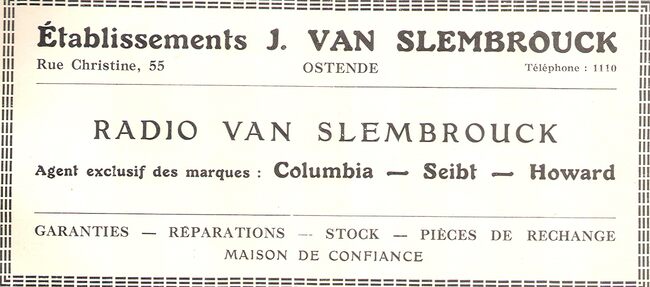 Établissements J. VAN SLEMBROUCK
Rue Christine, 55 OSTENDE Téléphone : 1110
RADIO VAN SLEMBROUCK
Agent exclusif des marques : Columbia — Seibt — Howard
GARANTIES — RÉPARATIONS — STOCK — PIÈCES DE RECHANGE
MAISON DE CONFIANCE